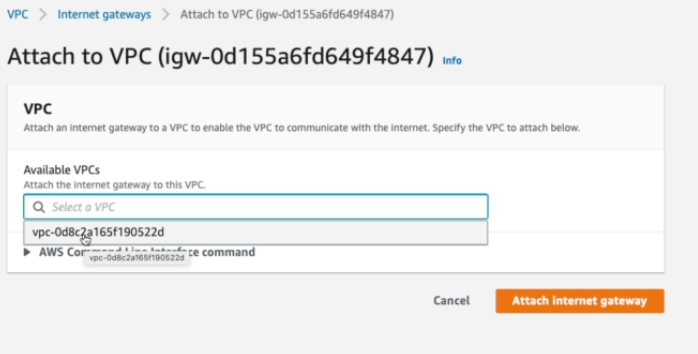 VPC > Internet gateways > Attach to VPC (igw-0d155a6fd649f4847)
Attach to VPC (igw-0d155a6fd649f4847) Info
VPC
Attach an internet gateway to a VPC to enable the VPC to communicate with the internet. Specify the VPC to attach below.
Available VPCs
Attach the internet gateway to this VPC.
Select a VPC
vpc-0d8c2a165f190522d
AWS Command Line Interface command
vpc-0d8c2a165f190522d
Cancel Attach internet gateway